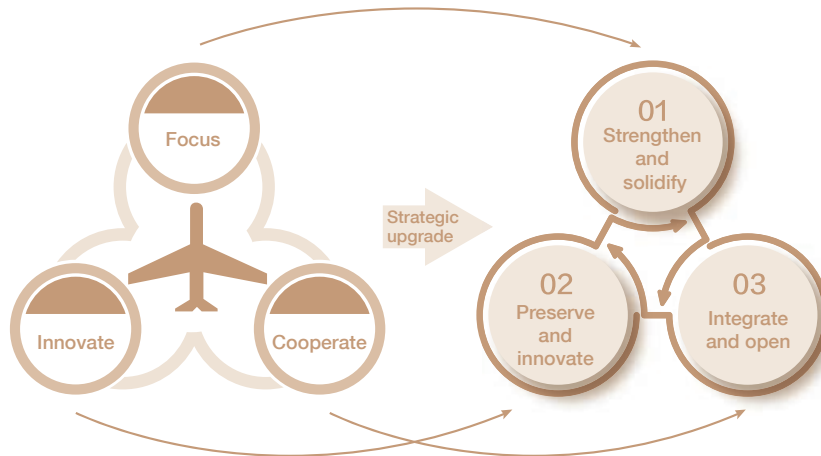 Focus
Innovate
Cooperate
Strategic
upgrade
01
Strengthen
and
solidify
02
Preserve
and
innovate
03
Integrate
and open